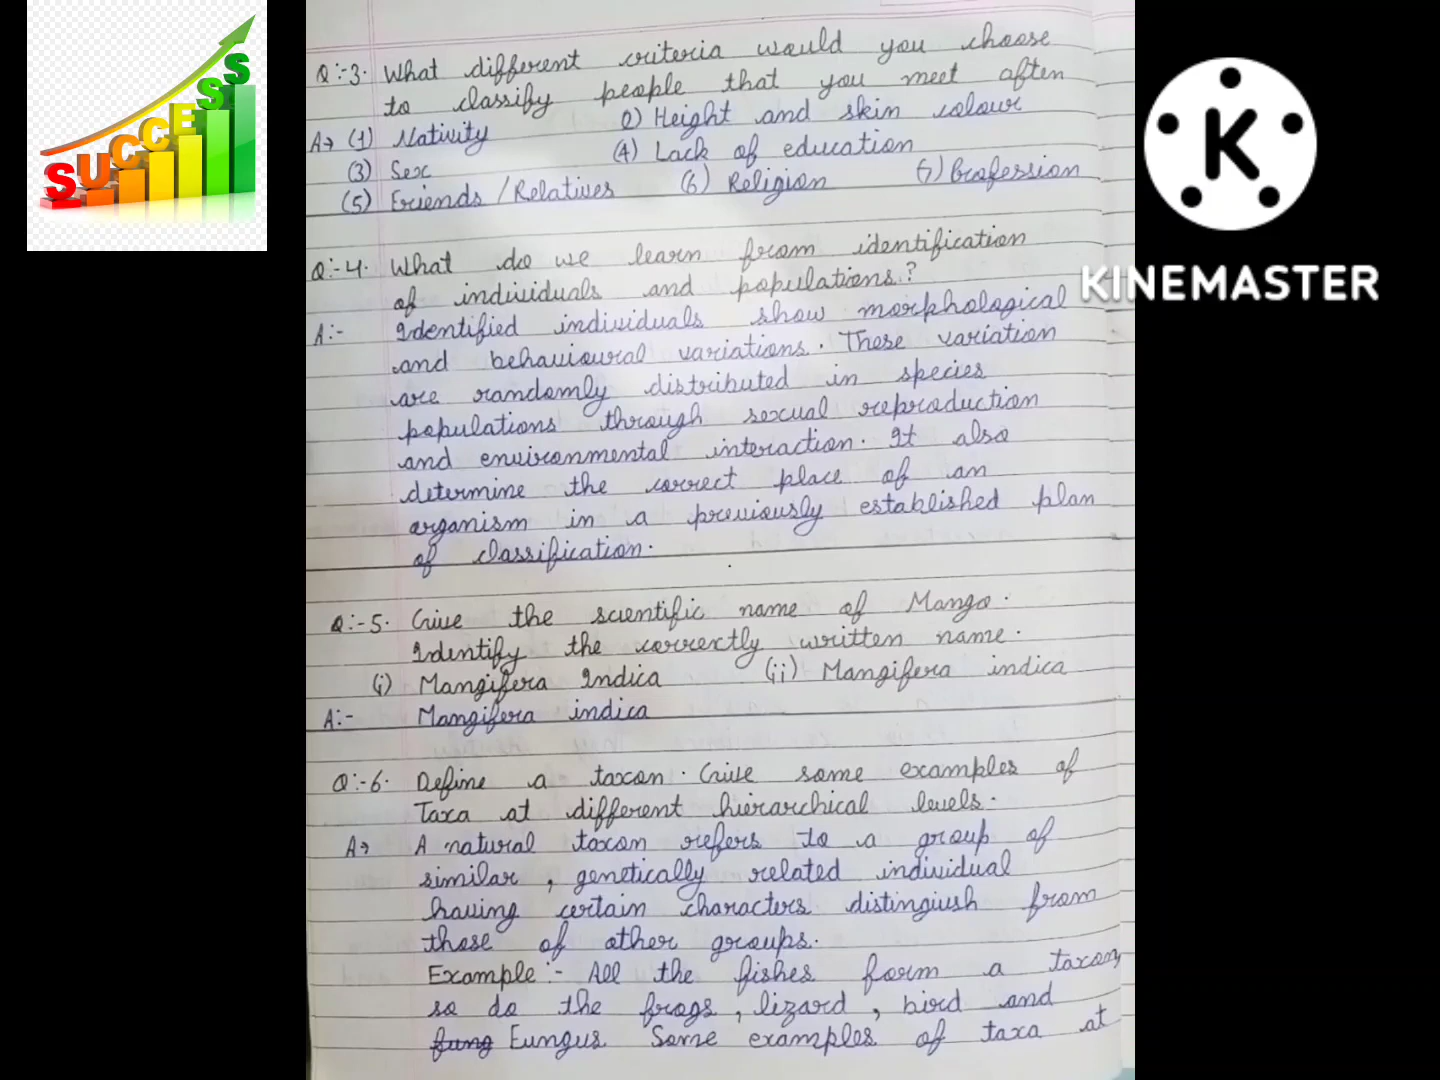 SUCCESS
Q:-3. What different criteria would you choose
to classify people that you meet often
A→ (1) Nativity 2) Height and skin colour
(3) Sex (4) Lack of education
(5) Friends / Relatives (6) Religion (7) Profession
Q:-4. What do we learn from identification
of individuals and populations.?
A:- Identified individuals show morphological
and behavioural variations. These variation
are randomly distributed in species
populations through sexual reproduction
and environmental interaction. It also
determine the correct place of an
organism in a previously established plan
of classification.
Q:-5. Give the scientific name of Mango.
Identify the correctly written name.
(i) Mangifera Indica (ii) Mangifera indica
A:- Mangifera indica
Q:-6. Define a taxon. Give some examples of
Taxa at different hierarchical levels.
A→ A natural taxon refers to a group of
similar, genetically related individual
having certain characters distingiush from
those of other groups.
Example:- All the fishes form a taxon,
so do the frogs, lizard, bird and
fung Fungus. Some examples of taxa at
K
KINEMASTER